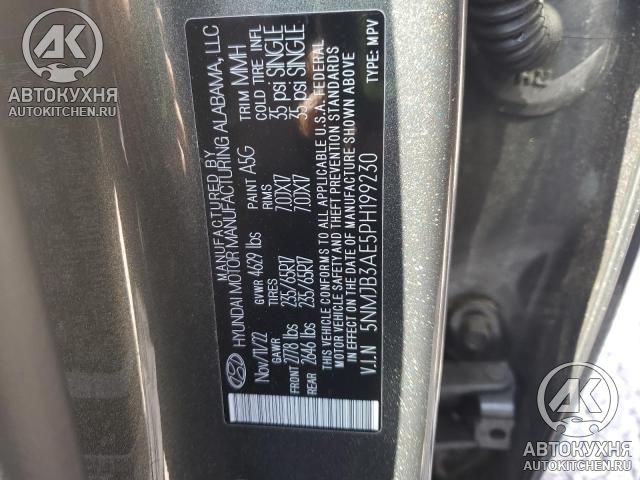 AK
АВТОКУХНЯ
AUTOKITCHEN.RU
MANUFACTURED BY
HYUNDAI MOTOR MANUFACTURING ALABAMA, LLC
Nov/11/22 GVWR 4629 lbs PAINT A5G TRIM MMH
GAWR TIRES RIMS COLD TIRE INFL
FRONT 2778 lbs 235/65R17 7.0JX17 35 psi SINGLE
REAR 2646 lbs 235/65R17 7.0JX17 35 psi SINGLE
THIS VEHICLE CONFORMS TO ALL APPLICABLE U.S.A. FEDERAL
MOTOR VEHICLE SAFETY AND THEFT PREVENTION STANDARDS
IN EFFECT ON THE DATE OF MANUFACTURE SHOWN ABOVE
V.I.N 5NMJB3AE5PH199230 TYPE: MPV
AK
АВТОКУХНЯ
AUTOKITCHEN.RU